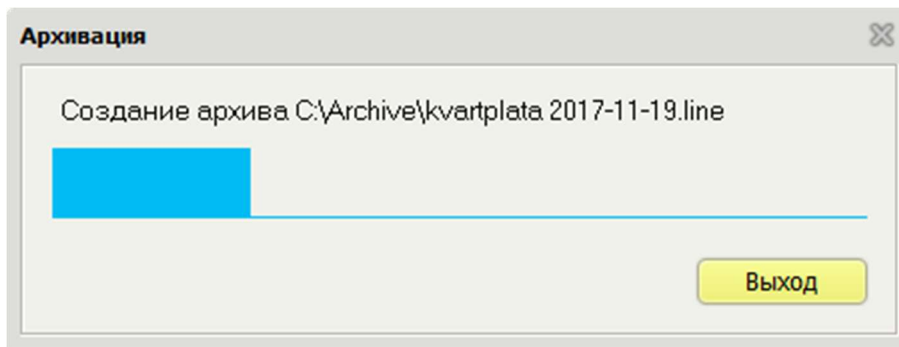 Архивация
Создание архива C:\Archive\kvartplata 2017-11-19.line
Выход